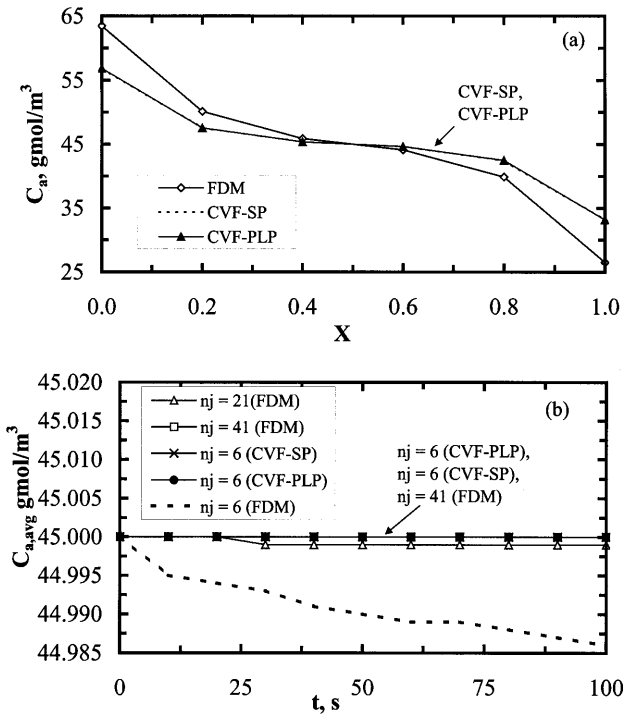 (a)
65
55
45
35
25
C_a, gmol/m^3
CVF-SP,
CVF-PLP
FDM
CVF-SP
CVF-PLP
0.0 0.2 0.4 0.6 0.8 1.0
X
(b)
45.020
45.015
45.010
45.005
45.000
44.995
44.990
44.985
C_a,avg gmol/m^3
nj = 21(FDM)
nj = 41 (FDM)
nj = 6 (CVF-SP)
nj = 6 (CVF-PLP)
nj = 6 (FDM)
nj = 6 (CVF-PLP),
nj = 6 (CVF-SP),
nj = 41 (FDM)
0 25 50 75 100
t, s